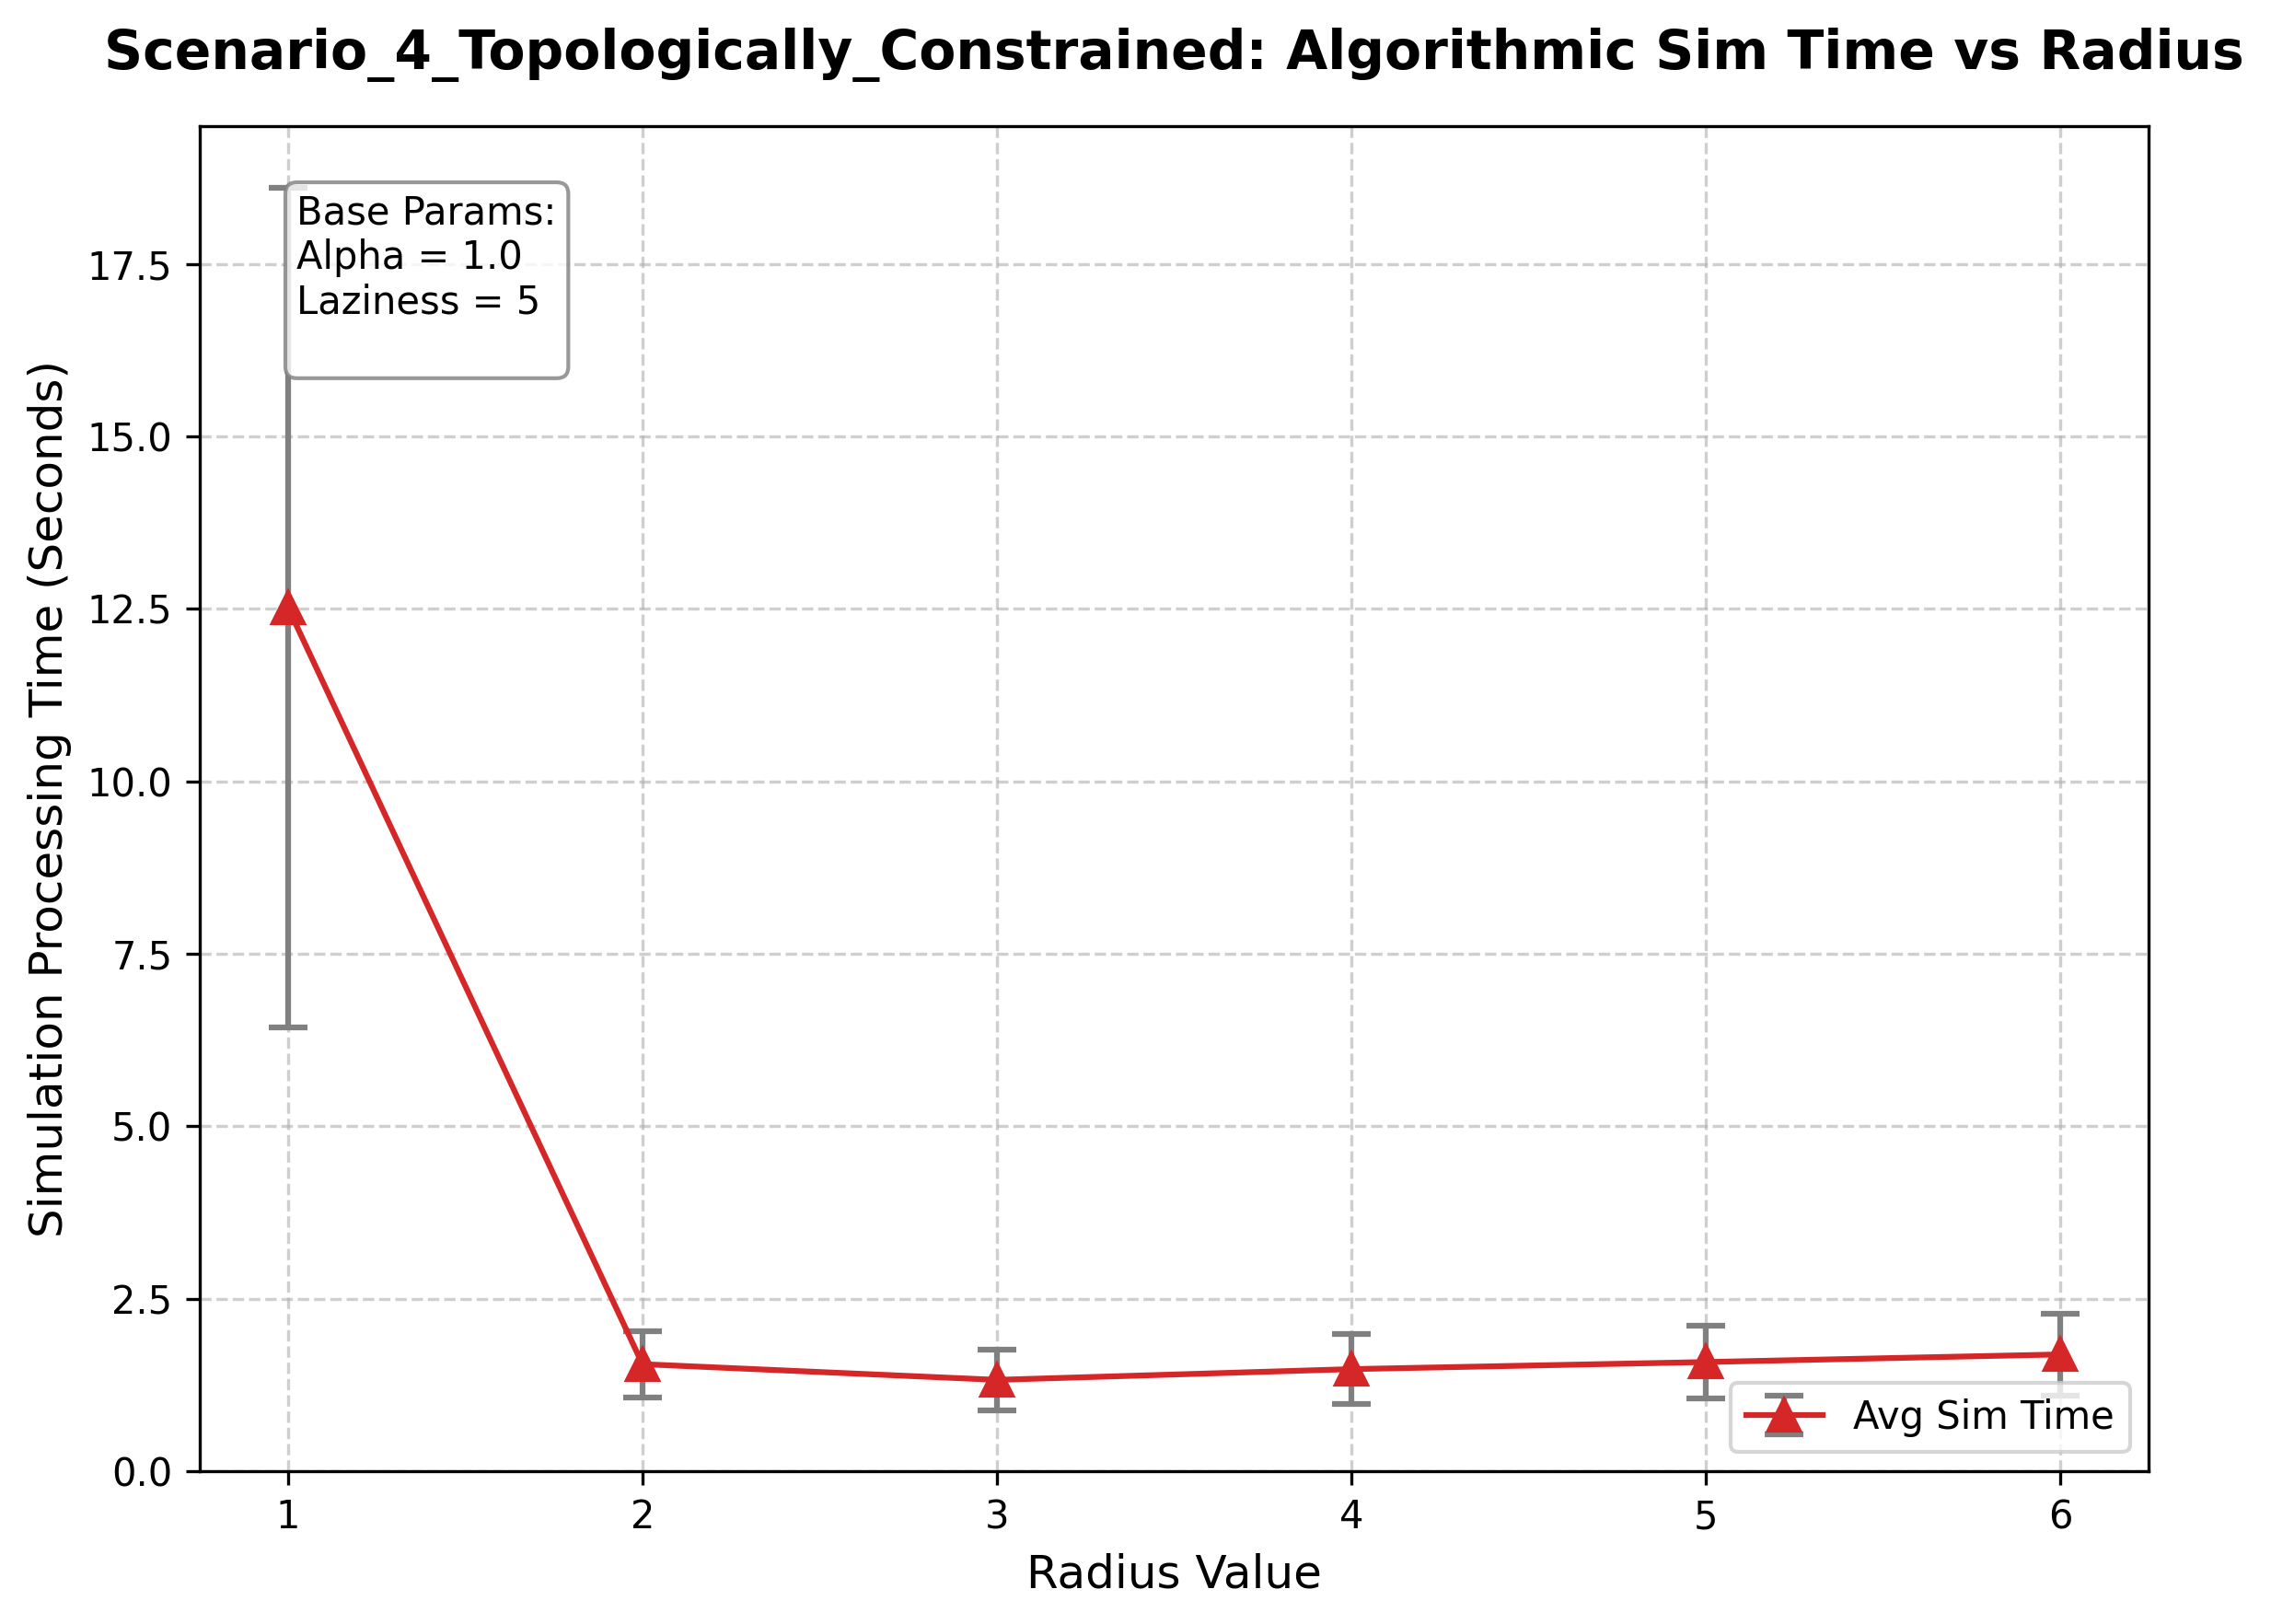 Scenario_4_Topologically_Constrained: Algorithmic Sim Time vs Radius
Simulation Processing Time (Seconds)
17.5
15.0
12.5
10.0
7.5
5.0
2.5
0.0
Base Params:
Alpha = 1.0
Laziness = 5
Avg Sim Time
1 2 3 4 5 6
Radius Value